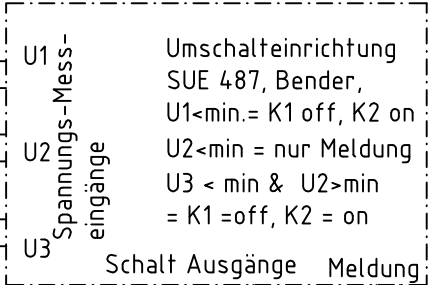 U1
U2
U3
Spannungs-Mess-
eingänge
Umschalteinrichtung
SUE 487, Bender,
U1<min.= K1 off, K2 on
U2<min = nur Meldung
U3 < min & U2>min
= K1 =off, K2 = on
Schalt Ausgänge Meldung